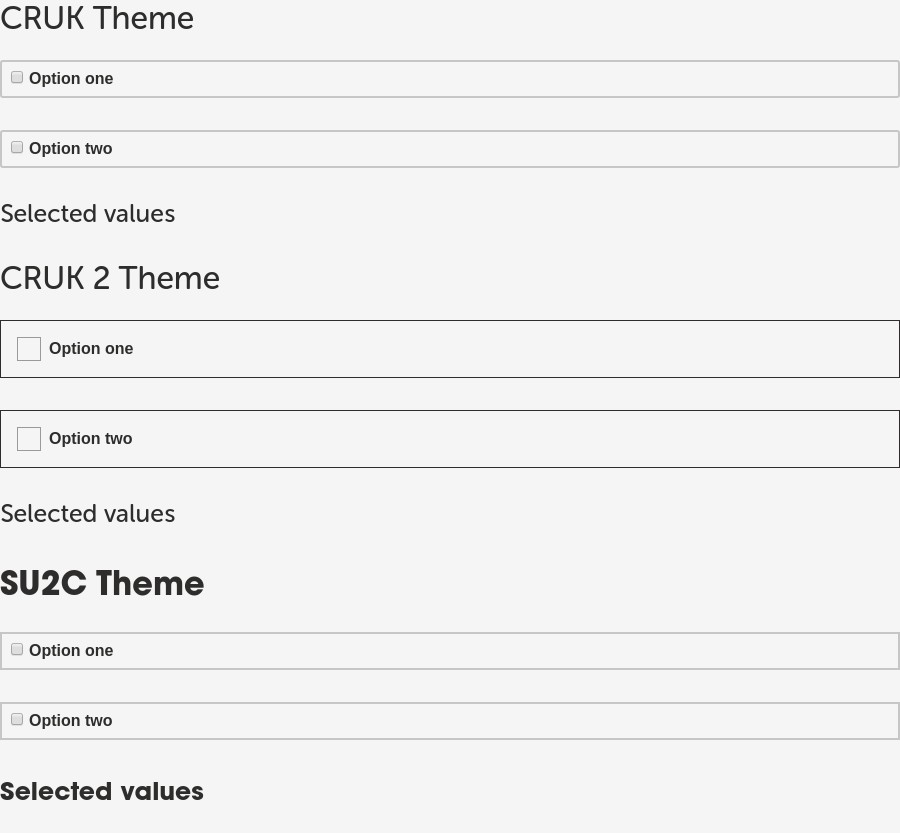 CRUK Theme
Option one
Option two
Selected values
CRUK 2 Theme
Option one
Option two
Selected values
SU2C Theme
Option one
Option two
Selected values